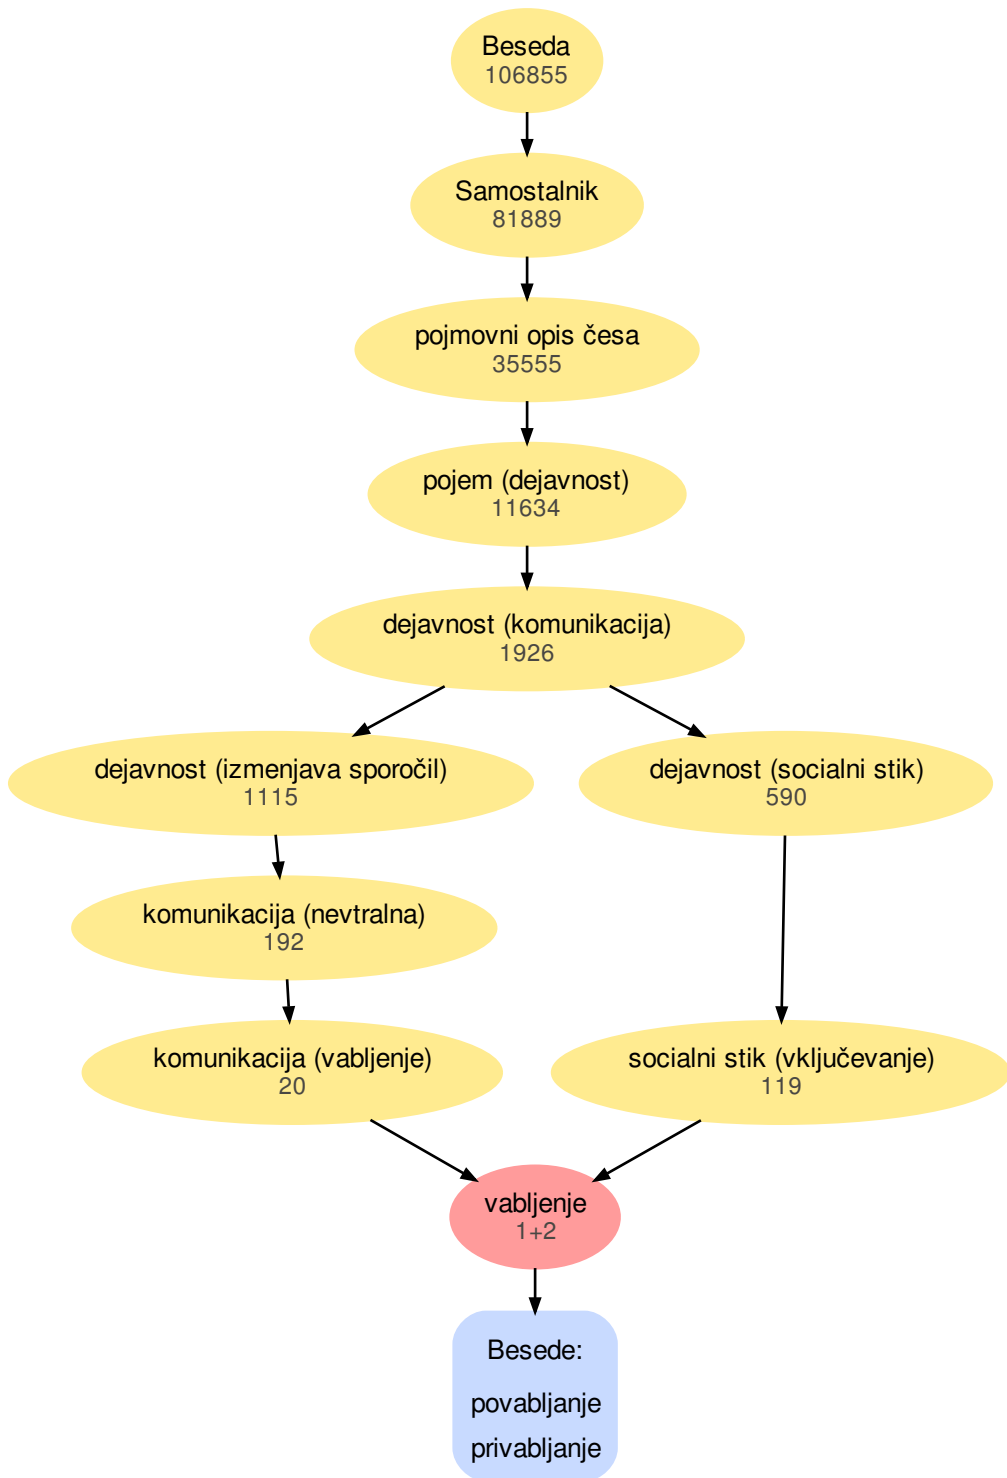 Beseda
106855
Samostalnik
81889
pojmovni opis česa
35555
pojem (dejavnost)
11634
dejavnost (komunikacija)
1926
dejavnost (izmenjava sporočil)
1115
dejavnost (socialni stik)
590
komunikacija (nevtralna)
192
komunikacija (vabljenje)
20
socialni stik (vključevanje)
119
vabljenje
1+2
Besede:
povabljanje
privabljanje